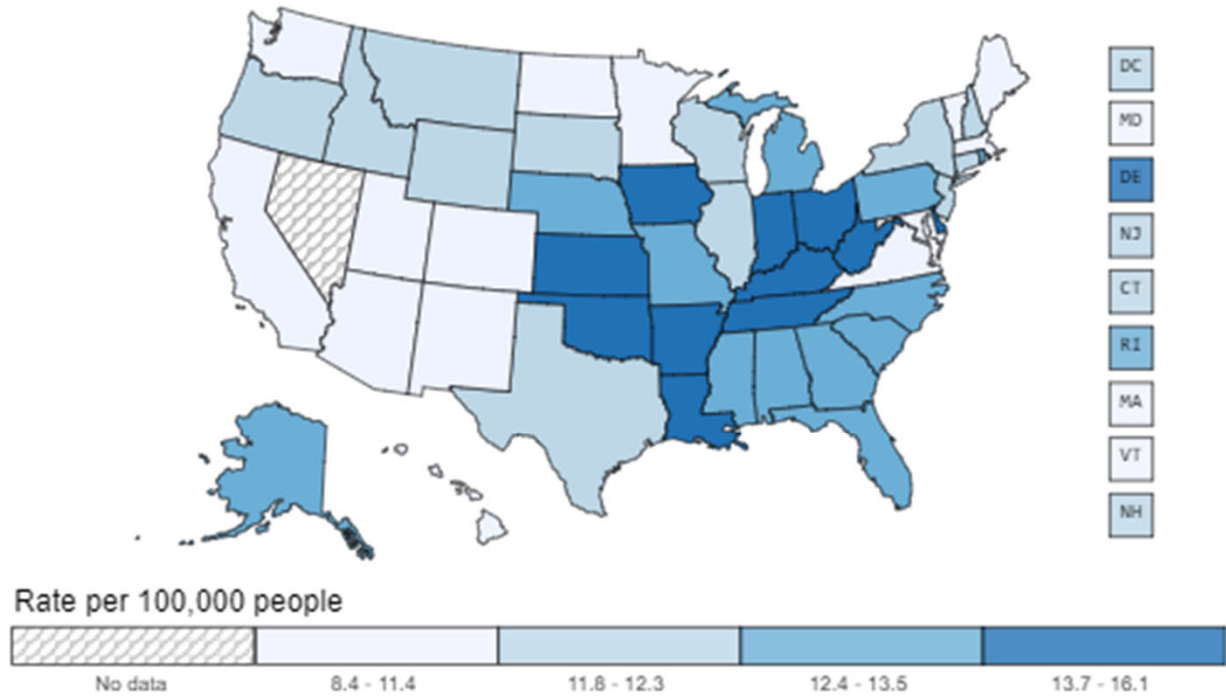 DC
MD
DE
NJ
CT
RI
MA
VT
NH
Rate per 100,000 people
No data
8.4 - 11.4
11.8 - 12.3
12.4 - 13.5
13.7 - 16.1